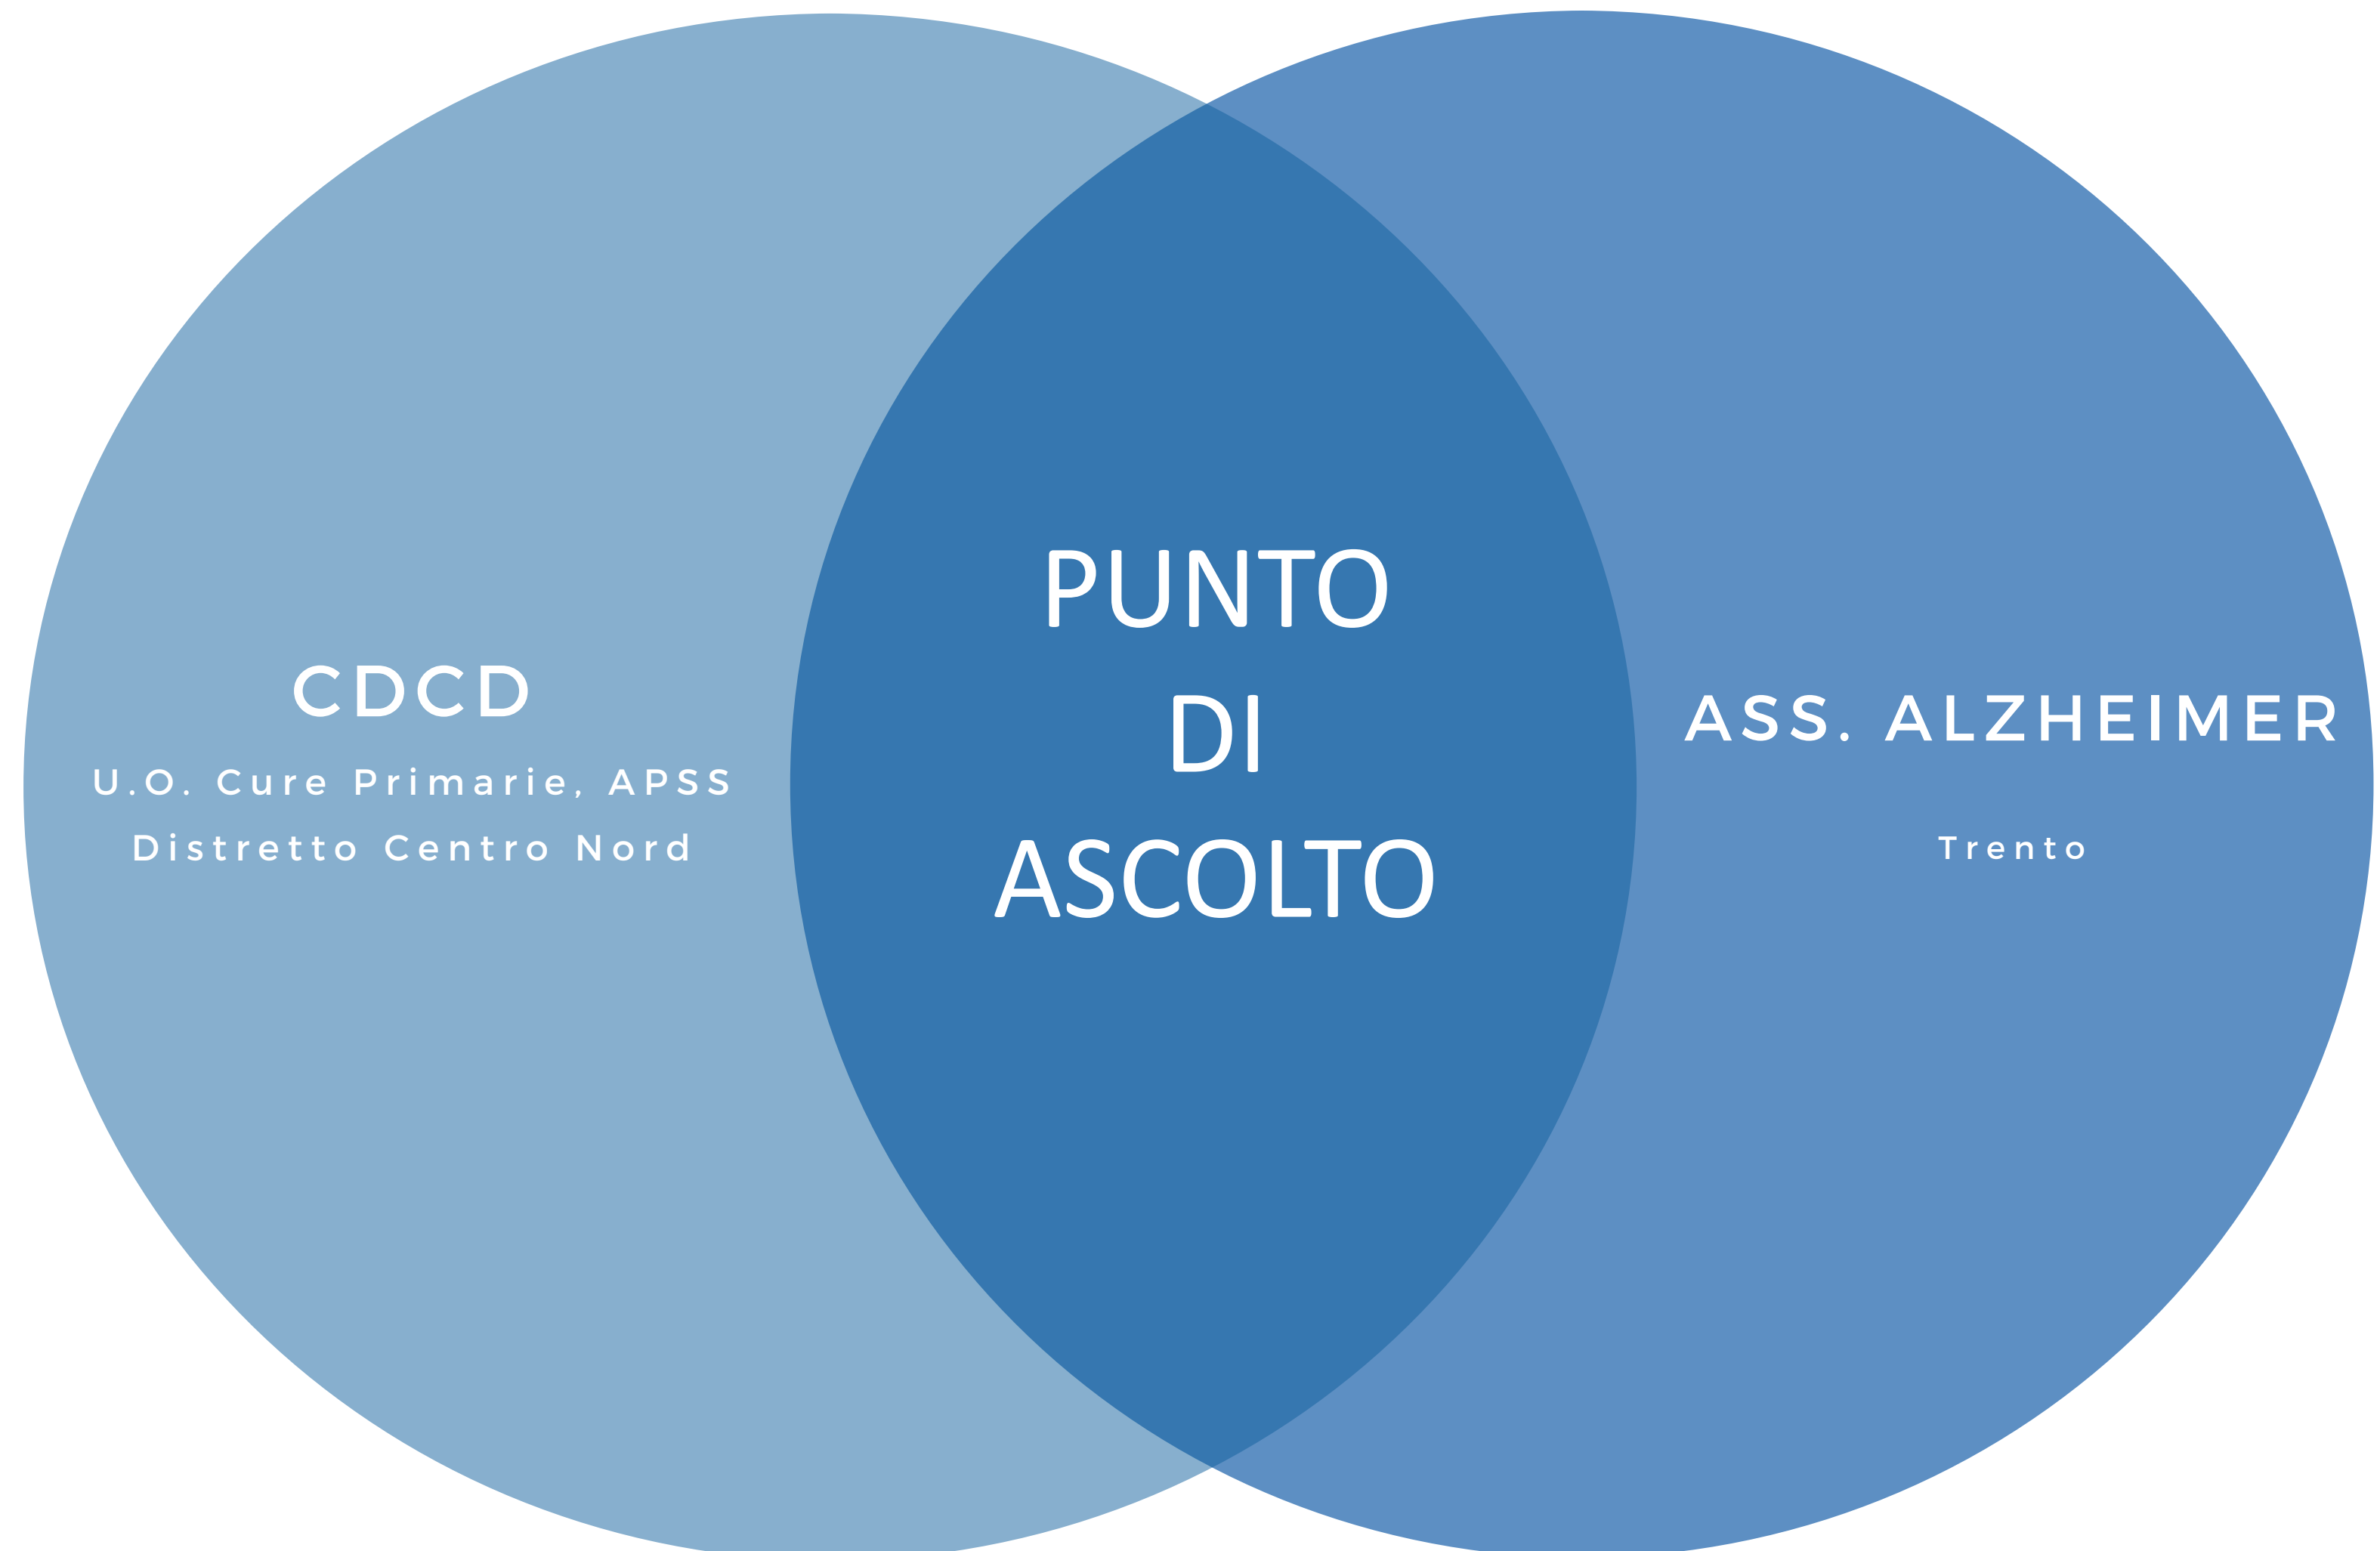 CDCD
U.O. Cure Primarie, APSS
Distretto Centro Nord
PUNTO
DI
ASCOLTO
ASS. ALZHEIMER
Trento